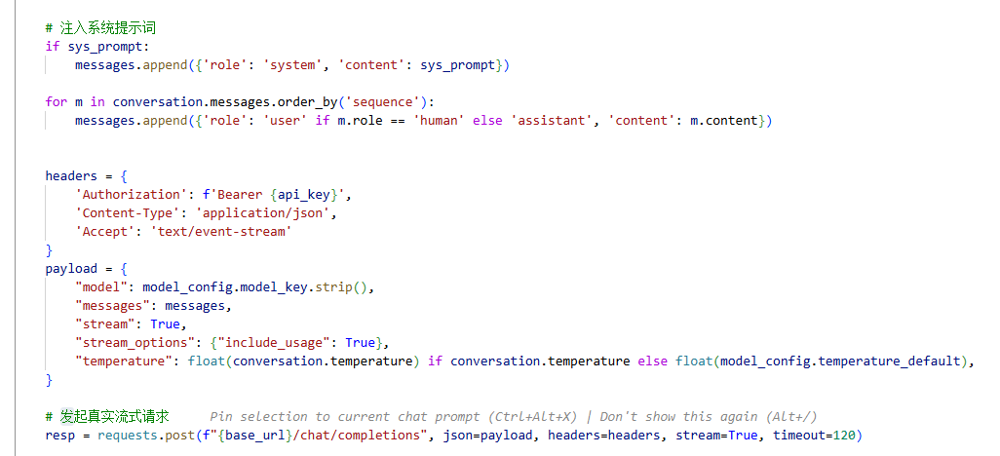 # 注入系统提示词
if sys_prompt:
    messages.append({'role': 'system', 'content': sys_prompt})
for m in conversation.messages.order_by('sequence'):
    messages.append({'role': 'user' if m.role == 'human' else 'assistant', 'content': m.content})
headers = {
    'Authorization': f'Bearer {api_key}',
    'Content-Type': 'application/json',
    'Accept': 'text/event-stream'
}
payload = {
    "model": model_config.model_key.strip(),
    "messages": messages,
    "stream": True,
    "stream_options": {"include_usage": True},
    "temperature": float(conversation.temperature) if conversation.temperature else float(model_config.temperature_default),
}
# 发起真实流式请求 Pin selection to current chat prompt (Ctrl+Alt+X) | Don't show this again (Alt+/)
resp = requests.post(f"{base_url}/chat/completions", json=payload, headers=headers, stream=True, timeout=120)